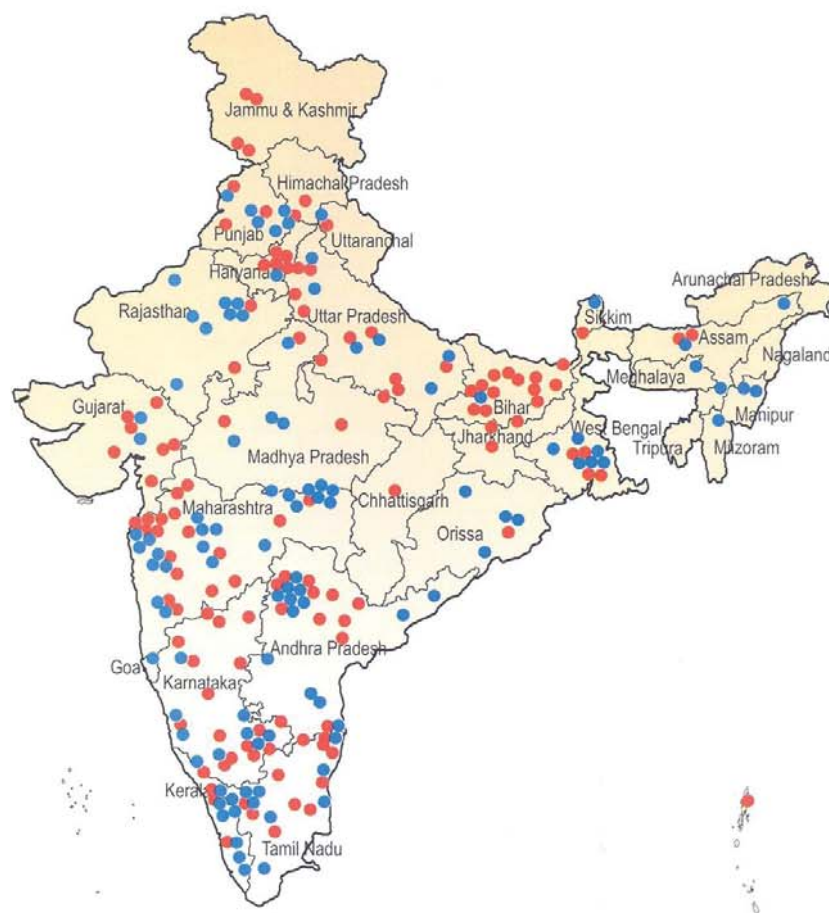 Jammu & Kashmir
Himachal Pradesh
Punjab
Uttaranchal
Haryana
Arunachal Pradesh
Rajasthan
Uttar Pradesh
Sikkim
Assam
Nagaland
Meghalaya
Gujarat
Bihar
Manipur
West Bengal
Jharkhand
Tripura
Mizoram
Madhya Pradesh
Chhattisgarh
Maharashtra
Orissa
Andhra Pradesh
Goa
Karnataka
Kerala
Tamil Nadu